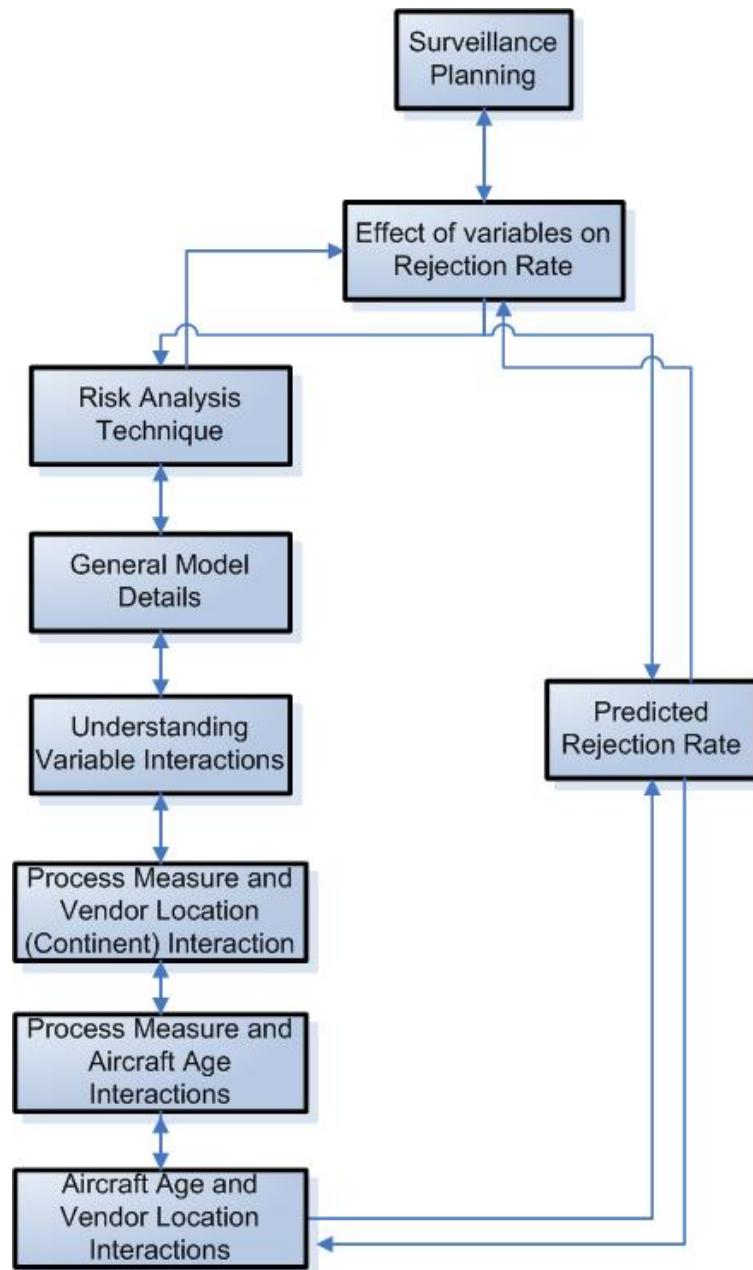 Surveillance
Planning
Effect of variables on
Rejection Rate
Risk Analysis
Technique
General Model
Details
Understanding
Variable Interactions
Predicted
Rejection Rate
Process Measure and
Vendor Location
(Continent) Interaction
Process Measure and
Aircraft Age
Interactions
Aircraft Age and
Vendor Location
Interactions